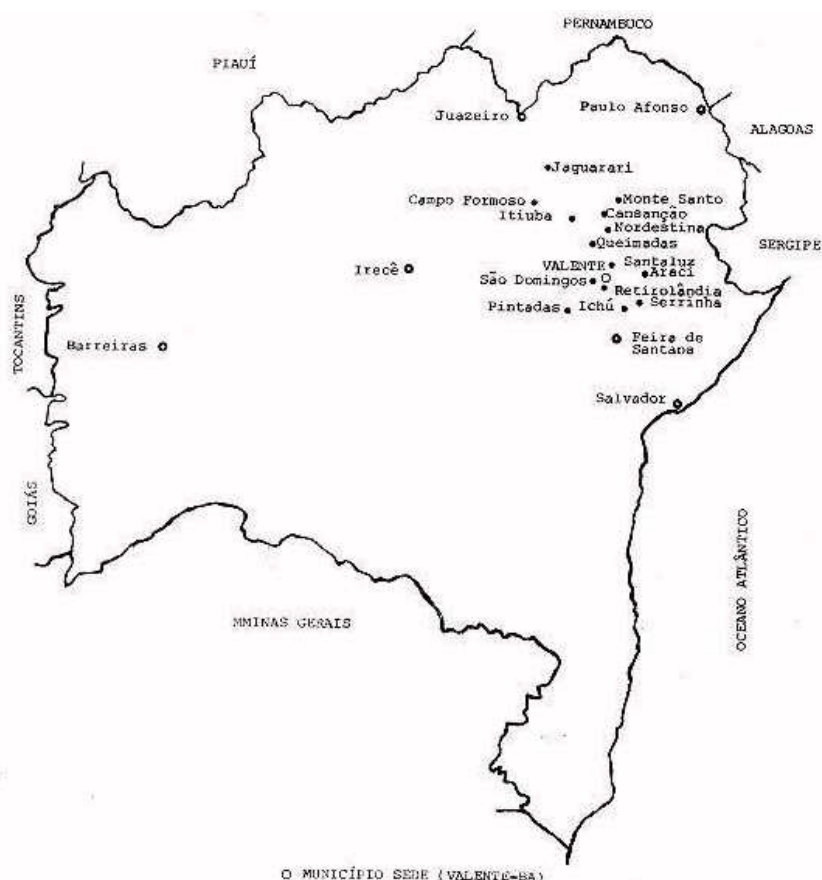 PERNAMBUCO
PIAUÍ
Juazeiro
Paulo Afonso
ALAGOAS
Jaguarari
Campo Formoso
Monte Santo
Itiuba
Cansanção
Nordestina
Queimadas
SERGIPE
VALENTE
Santaluz
Irecê
Araci
São Domingos
Retirolândia
Pintadas
Ichú
Serrinha
Barreiras
Feira de
Santana
TOCANTINS
Salvador
GOIÁS
OCEANO ATLÂNTICO
MMINAS GERAIS
O MUNICÍPIO SEDE (VALENTE-BA)